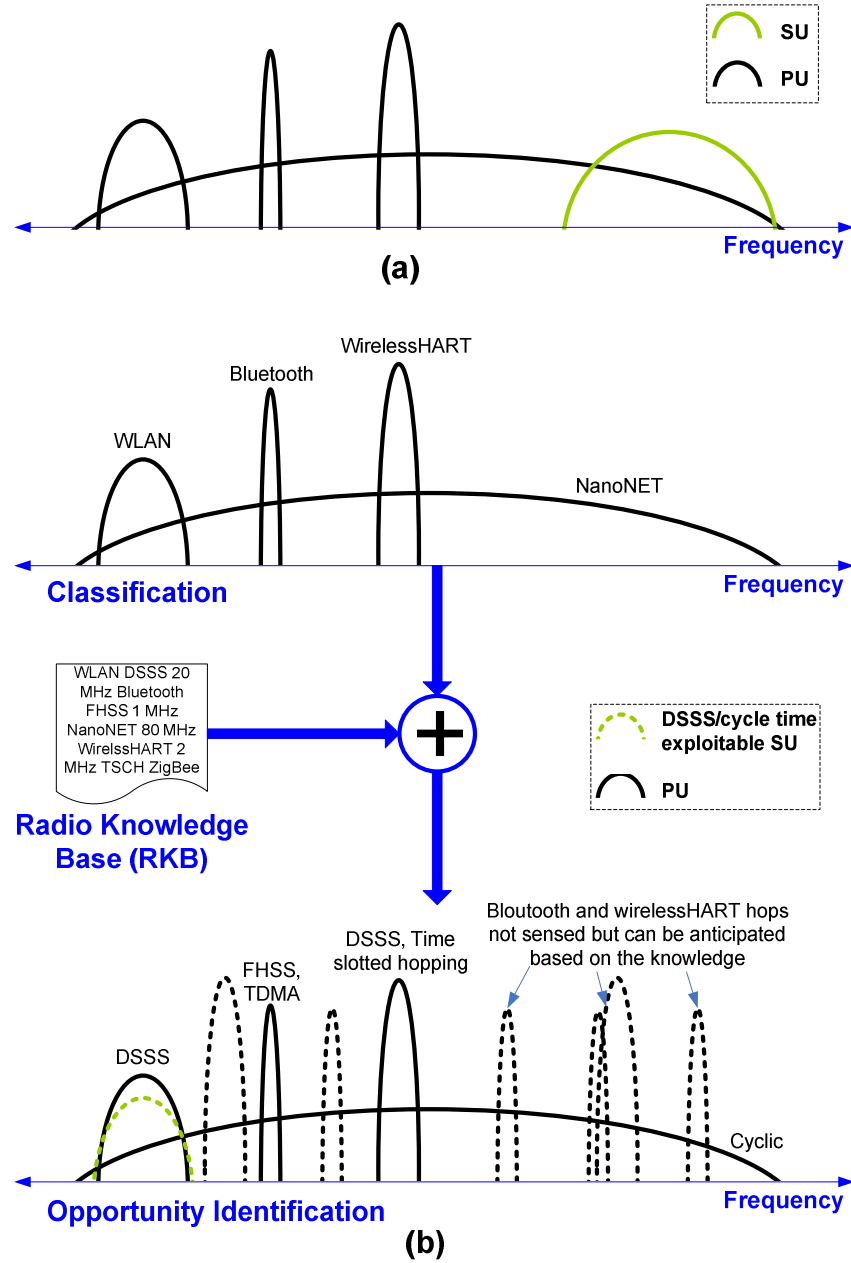 SU
PU
Frequency
(a)
WirelessHART
Bluetooth
WLAN
NanoNET
Frequency
Classification
WLAN DSSS 20
MHz Bluetooth
FHSS 1 MHz
NanoNET 80 MHz
WirelssHART 2
MHz TSCH ZigBee
+
Radio Knowledge
Base (RKB)
DSSS/cycle time
exploitable SU
PU
Bloutooth and wirelessHART hops
not sensed but can be anticipated
based on the knowledge
DSSS, Time
slotted hopping
FHSS,
TDMA
DSSS
Cyclic
Frequency
Opportunity Identification
(b)